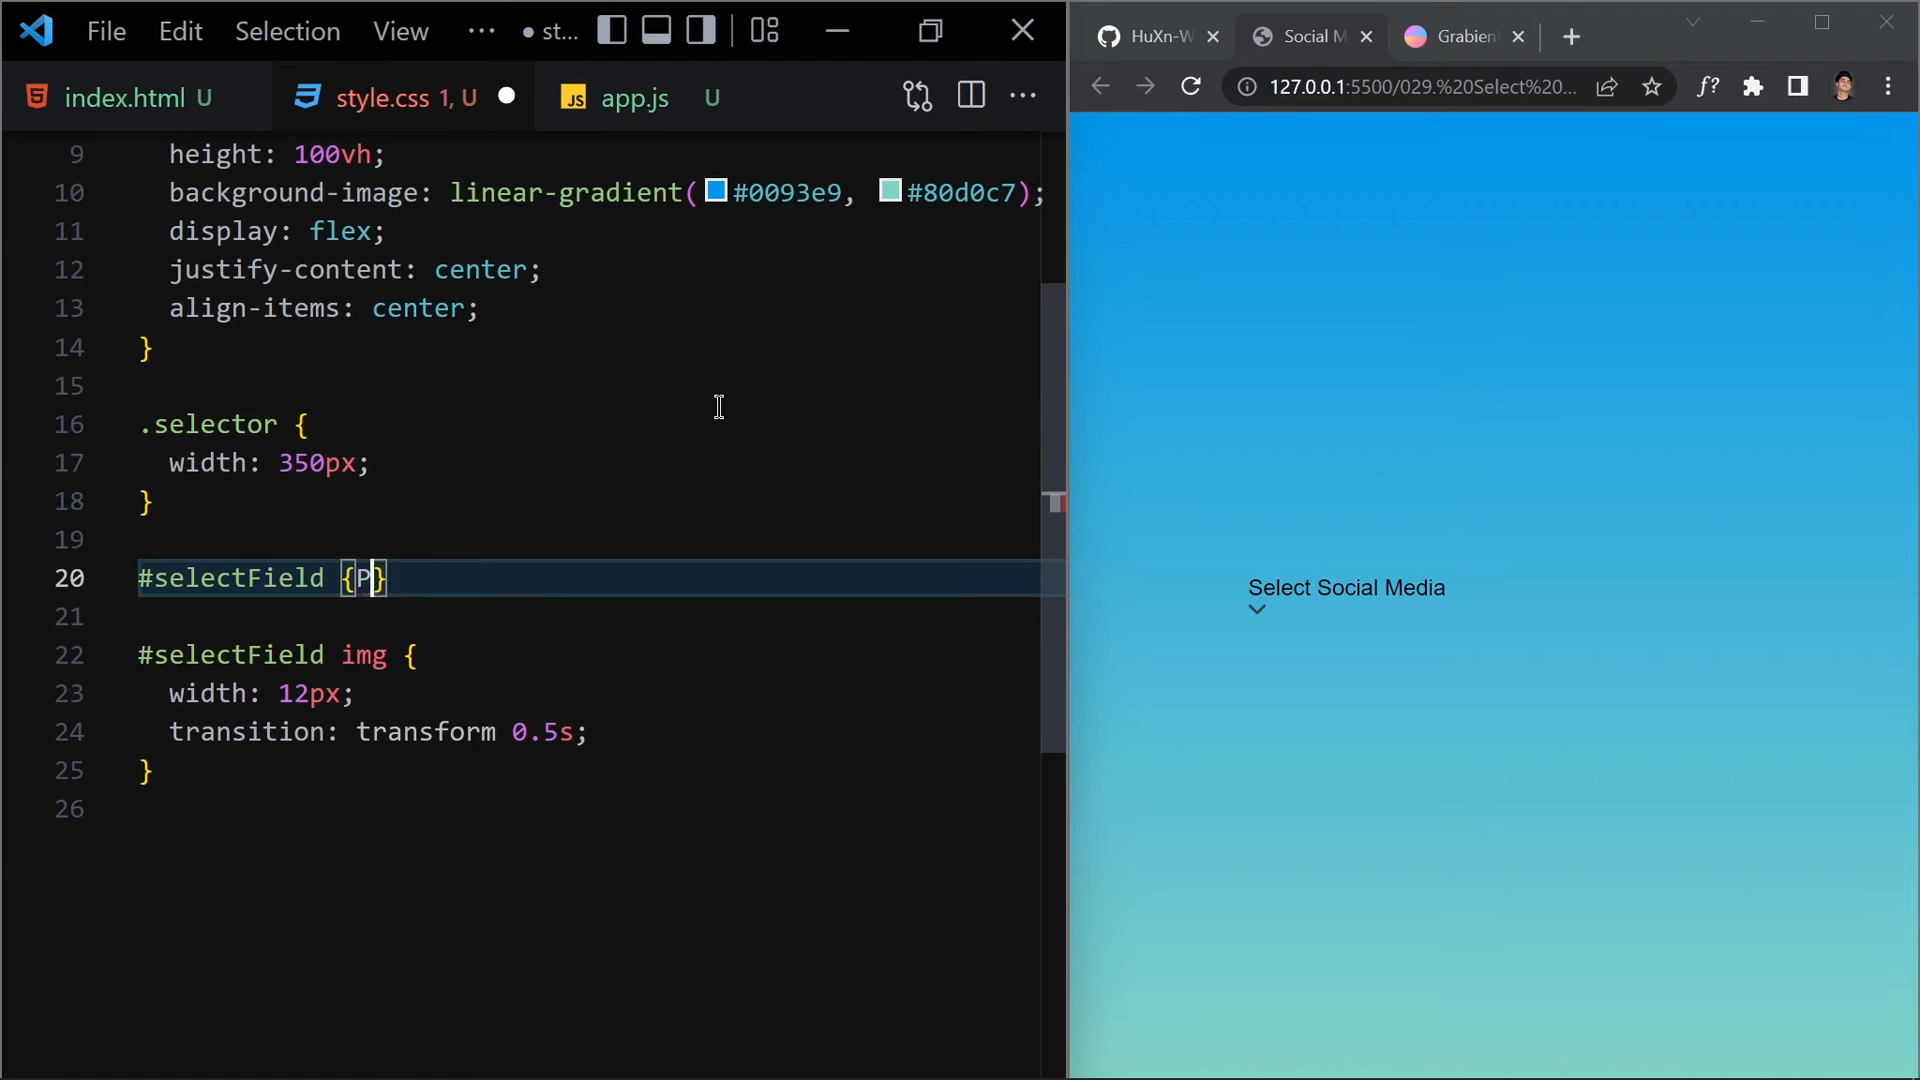 File Edit Selection View ··· ● st...
index.html U style.css 1, U app.js U ···
9 height: 100vh;
10 background-image: linear-gradient(#0093e9, #80d0c7);
11 display: flex;
12 justify-content: center;
13 align-items: center;
14 }
15
16 .selector {
17 width: 350px;
18 }
19
20 #selectField {P}
21
22 #selectField img {
23 width: 12px;
24 transition: transform 0.5s;
25 }
26
HuXn-W Social M Grabien
127.0.0.1:5500/029.%20Select%20... f?
Select Social Media